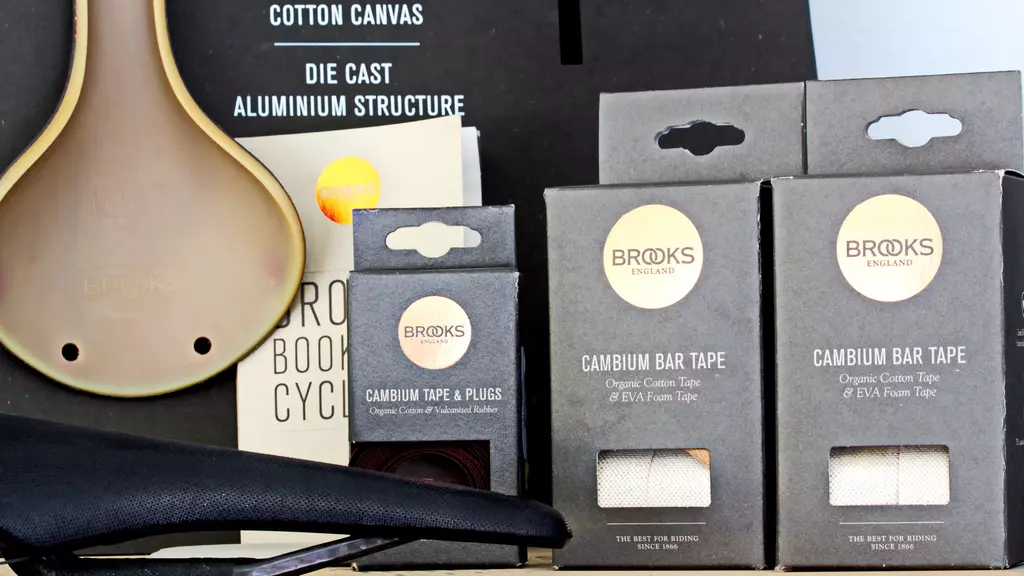 COTTON CANVAS
DIE CAST
ALUMINIUM STRUCTURE
BROOKS
BROOKS
BOOK
CYCL
BROOKS
ENGLAND
CAMBIUM TAPE & PLUGS
Organic Cotton & Vulcanised Rubber
BROOKS
ENGLAND
CAMBIUM BAR TAPE
Organic Cotton Tape
& EVA Foam Tape
THE BEST FOR RIDING
SINCE 1866
BROOKS
ENGLAND
CAMBIUM BAR TAPE
Organic Cotton Tape
& EVA Foam Tape
THE BEST FOR RIDING
SINCE 1866